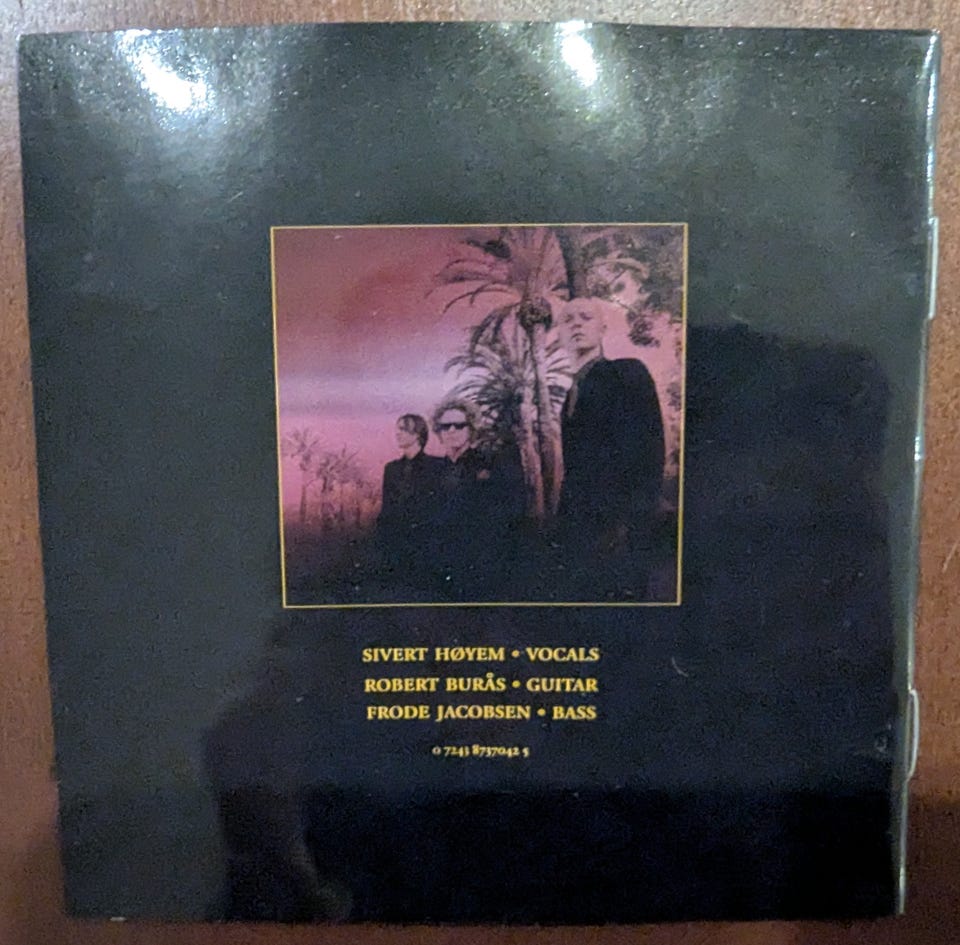 SIVERT HØYEM • VOCALS
ROBERT BURÅS • GUITAR
FRODE JACOBSEN • BASS
0 7243 8737042 5